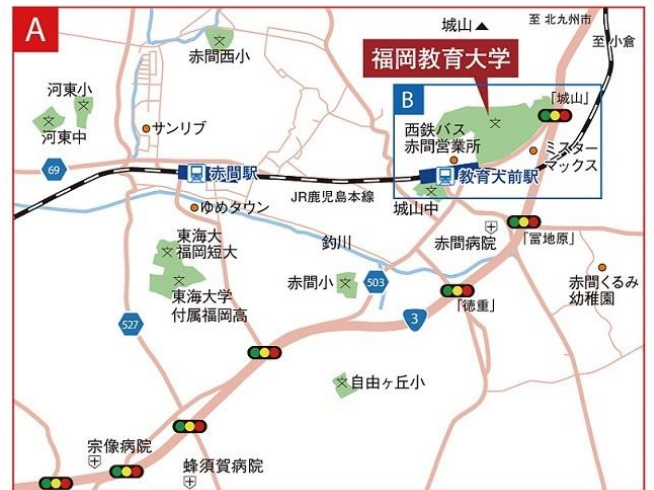 A
城山
至 北九州市
至 小倉
赤間西小
福岡教育大学
河東小
河東中
サンリブ
B
西鉄バス
赤間営業所
「城山」
ミスター
マックス
69
赤間駅
JR鹿児島本線
教育大前駅
城山中
ゆめタウン
釣川
赤間病院
「冨地原」
東海大
福岡短大
東海大学
付属福岡高
赤間小
503
赤間くるみ
幼稚園
「徳重」
527
3
自由ヶ丘小
宗像病院
蜂須賀病院